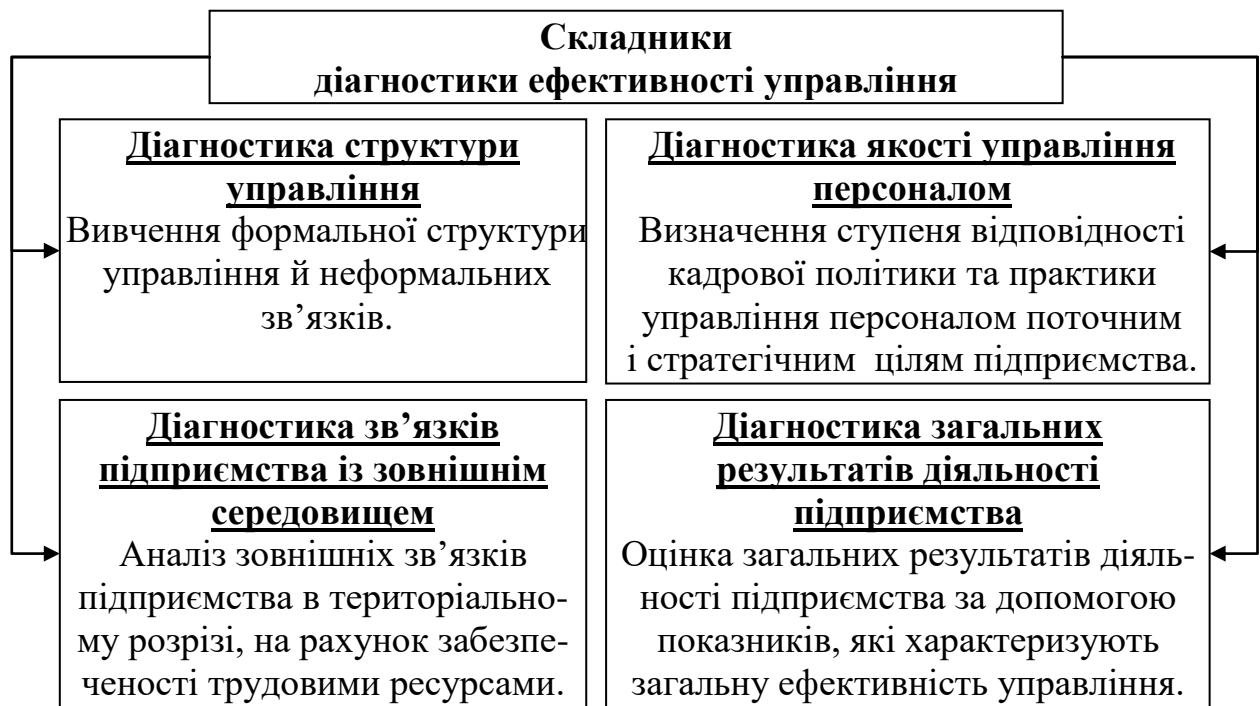 Складники
діагностики ефективності управління
Діагностика структури
управління
Вивчення формальної структури
управління й неформальних
зв’язків.
Діагностика якості управління
персоналом
Визначення ступеня відповідності
кадрової політики та практики
управління персоналом поточним
і стратегічним цілям підприємства.
Діагностика зв’язків
підприємства із зовнішнім
середовищем
Аналіз зовнішніх зв’язків
підприємства в територіально-
му розрізі, на рахунок забезпе-
ченості трудовими ресурсами.
Діагностика загальних
результатів діяльності
підприємства
Оцінка загальних результатів діяль-
ності підприємства за допомогою
показників, які характеризують
загальну ефективність управління.